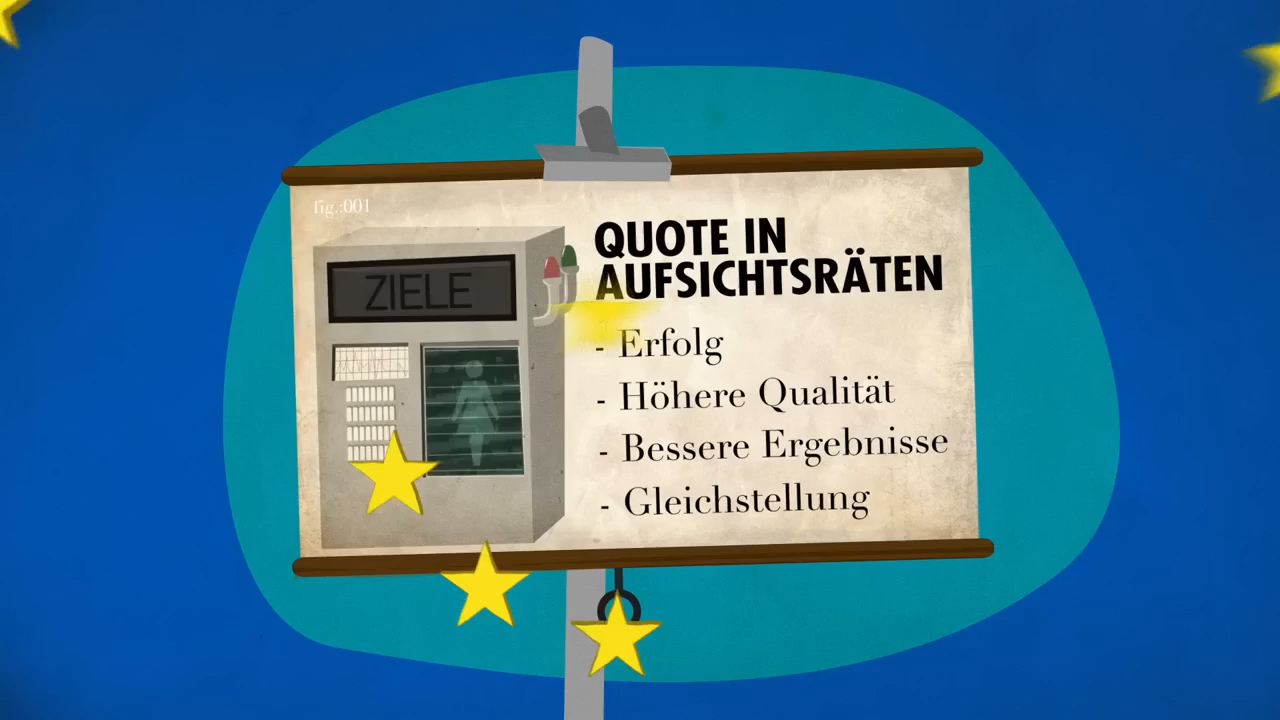 fig.:001
ZIELE
QUOTE IN
AUFSICHTSRÄTEN
- Erfolg
- Höhere Qualität
- Bessere Ergebnisse
- Gleichstellung